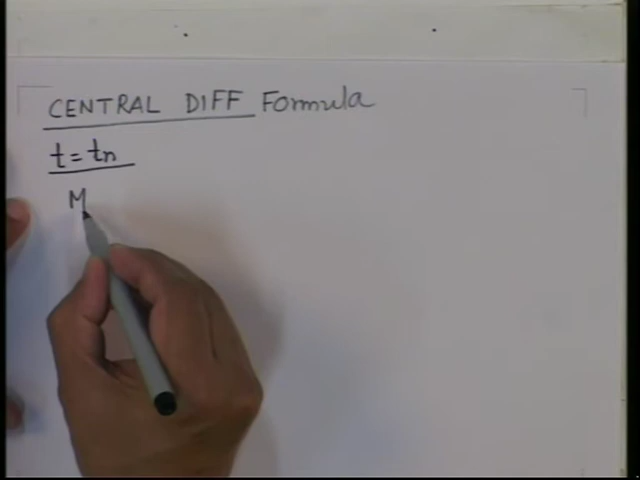 CENTRAL DIFF Formula
t = tn
M